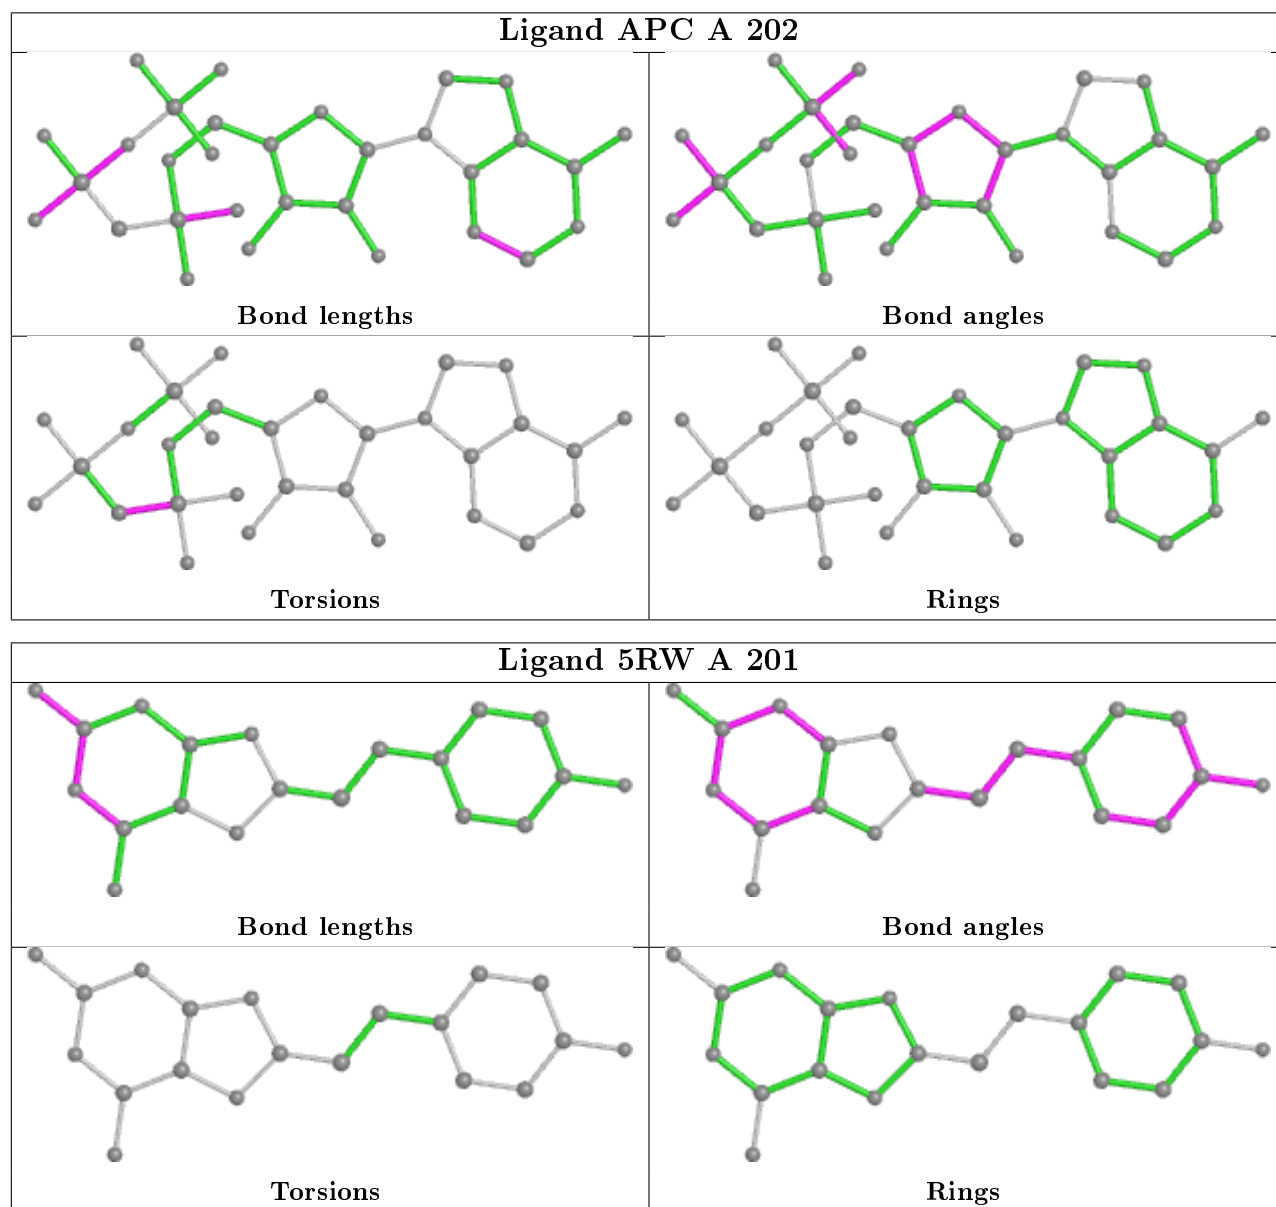 Ligand APC A 202
Bond lengths
Bond angles
Torsions
Rings
Ligand 5RW A 201
Bond lengths
Bond angles
Torsions
Rings